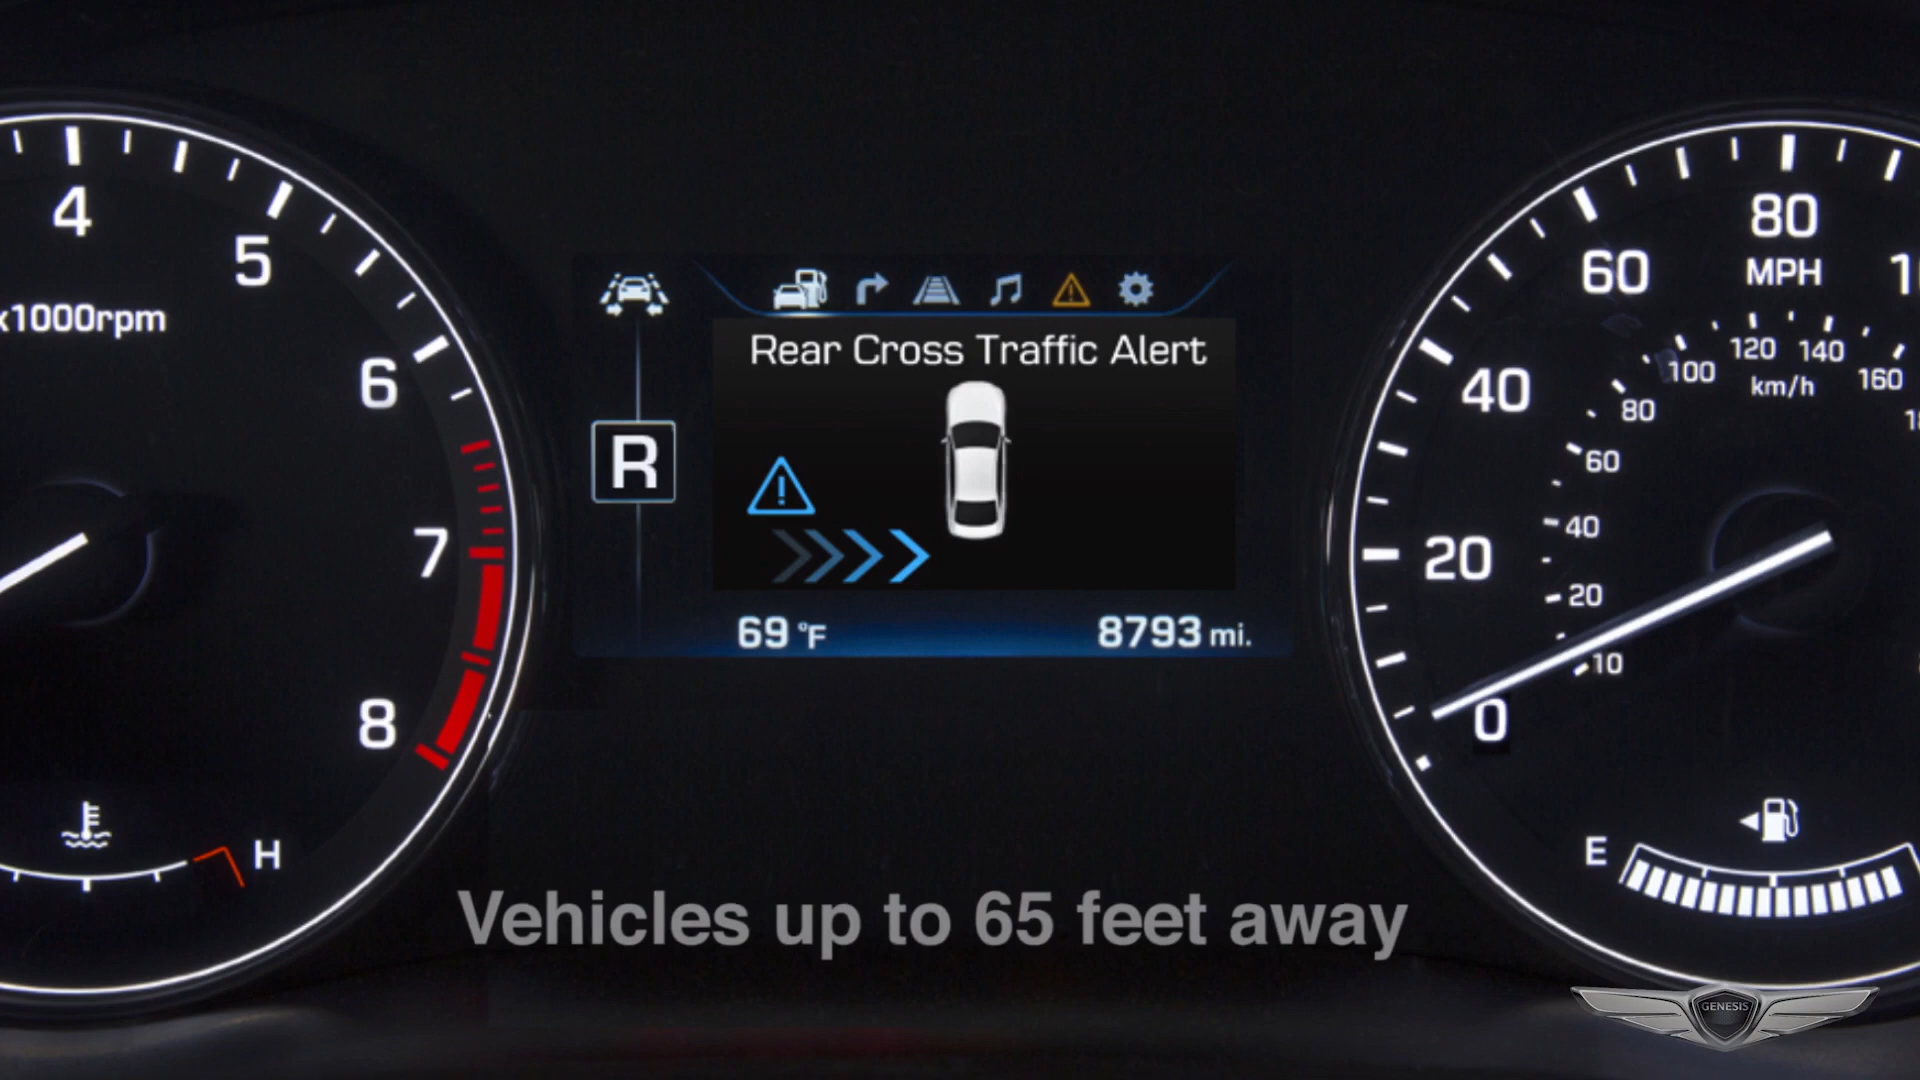 4
5
6
7
8
x1000rpm
H
Rear Cross Traffic Alert
R
69 °F
8793 mi.
80
MPH
60
40
20
0
120
140
160
100
km/h
80
60
40
20
10
E
Vehicles up to 65 feet away
GENESIS